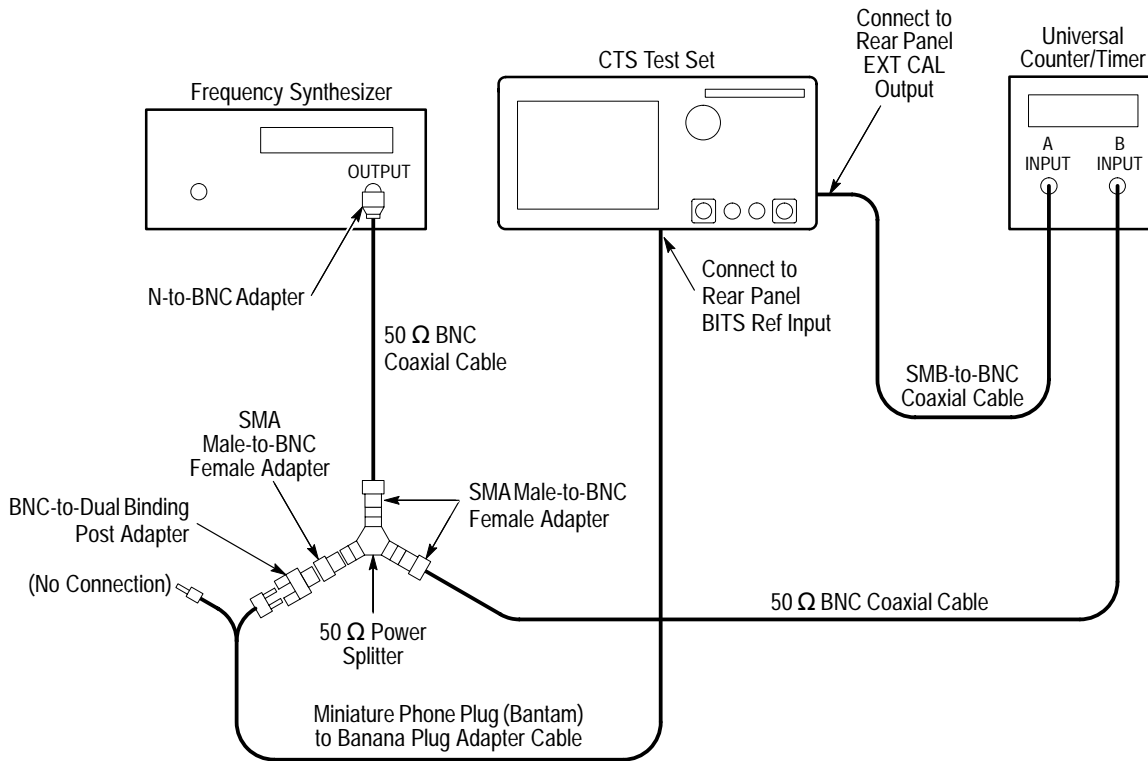 Connect to
Rear Panel
EXT CAL
Output
Universal
Counter/Timer
CTS Test Set
Frequency Synthesizer
OUTPUT
A
INPUT
B
INPUT
N-to-BNC Adapter
Connect to
Rear Panel
BITS Ref Input
50 Ω BNC
Coaxial Cable
SMB-to-BNC
Coaxial Cable
SMA
Male-to-BNC
Female Adapter
SMA Male-to-BNC
Female Adapter
BNC-to-Dual Binding
Post Adapter
(No Connection)
50 Ω BNC Coaxial Cable
50 Ω Power
Splitter
Miniature Phone Plug (Bantam)
to Banana Plug Adapter Cable